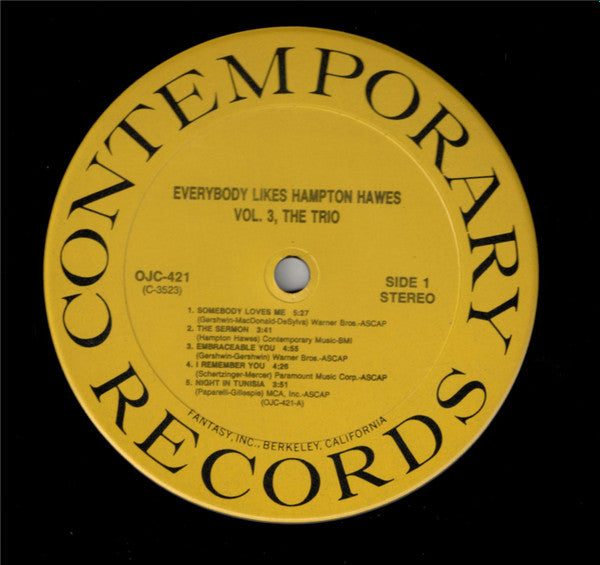 CONTEMPORARY
EVERYBODY LIKES HAMPTON HAWES
VOL. 3, THE TRIO
OJC-421
(C-3523)
SIDE 1
STEREO
1. SOMEBODY LOVES ME 5:27
(Gershwin-MacDonald-DeSylva) Warner Bros.-ASCAP
2. THE SERMON 3:41
(Hampton Hawes) Contemporary Music-BMI
3. EMBRACEABLE YOU 4:55
(Gershwin-Gershwin) Warner Bros.-ASCAP
4. I REMEMBER YOU 4:26
(Schertzinger-Mercer) Paramount Music Corp.-ASCAP
5. NIGHT IN TUNISIA 3:51
(Paparelli-Gillespie) MCA, Inc.-ASCAP
(OJC-421-A)
FANTASY, INC., BERKELEY, CALIFORNIA
RECORDS